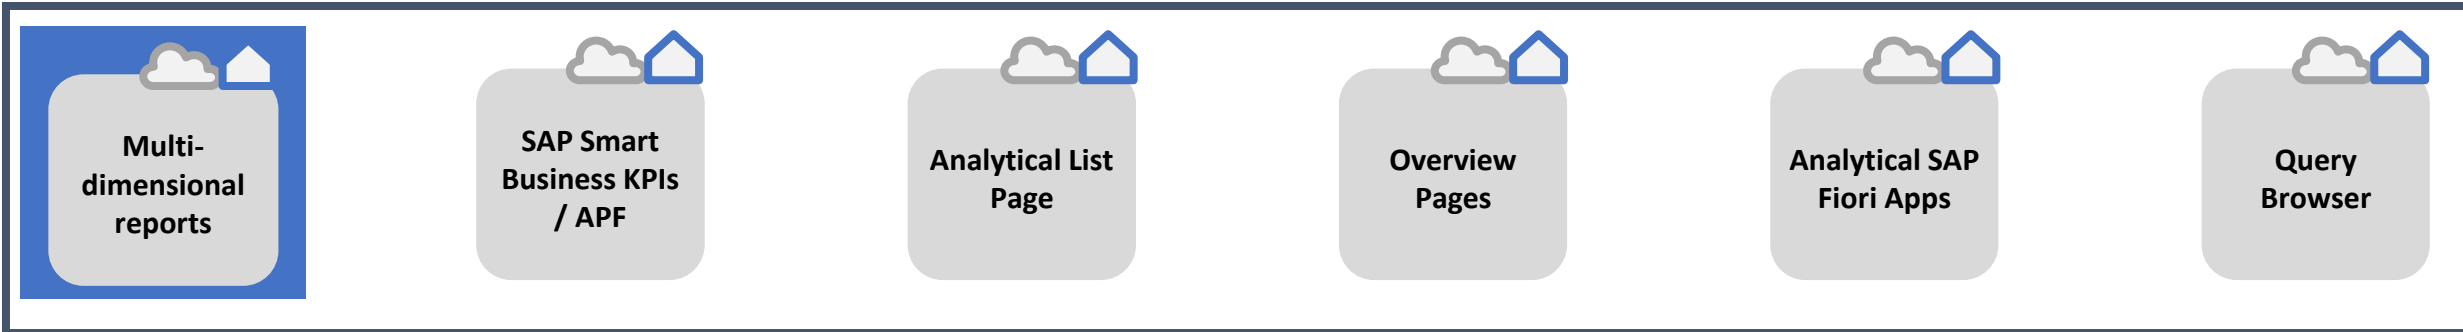 Multi-
dimensional
reports
SAP Smart
Business KPIs
/ APF
Analytical List
Page
Overview
Pages
Analytical SAP
Fiori Apps
Query
Browser